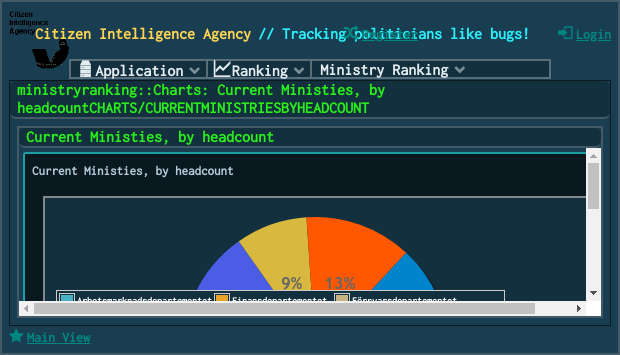 Citizen
Intelligence
Agency
Citizen Intelligence Agency // Tracking politicians like bugs!
Register
Login
Application
Ranking
Ministry Ranking
ministryranking::Charts: Current Ministies, by
headcountCHARTS/CURRENTMINISTRIESBYHEADCOUNT
Current Ministies, by headcount
Current Ministies, by headcount
9% 13%
Arbetsmarknadsdepartementet Finansdepartementet Försvarsdepartementet
Main View